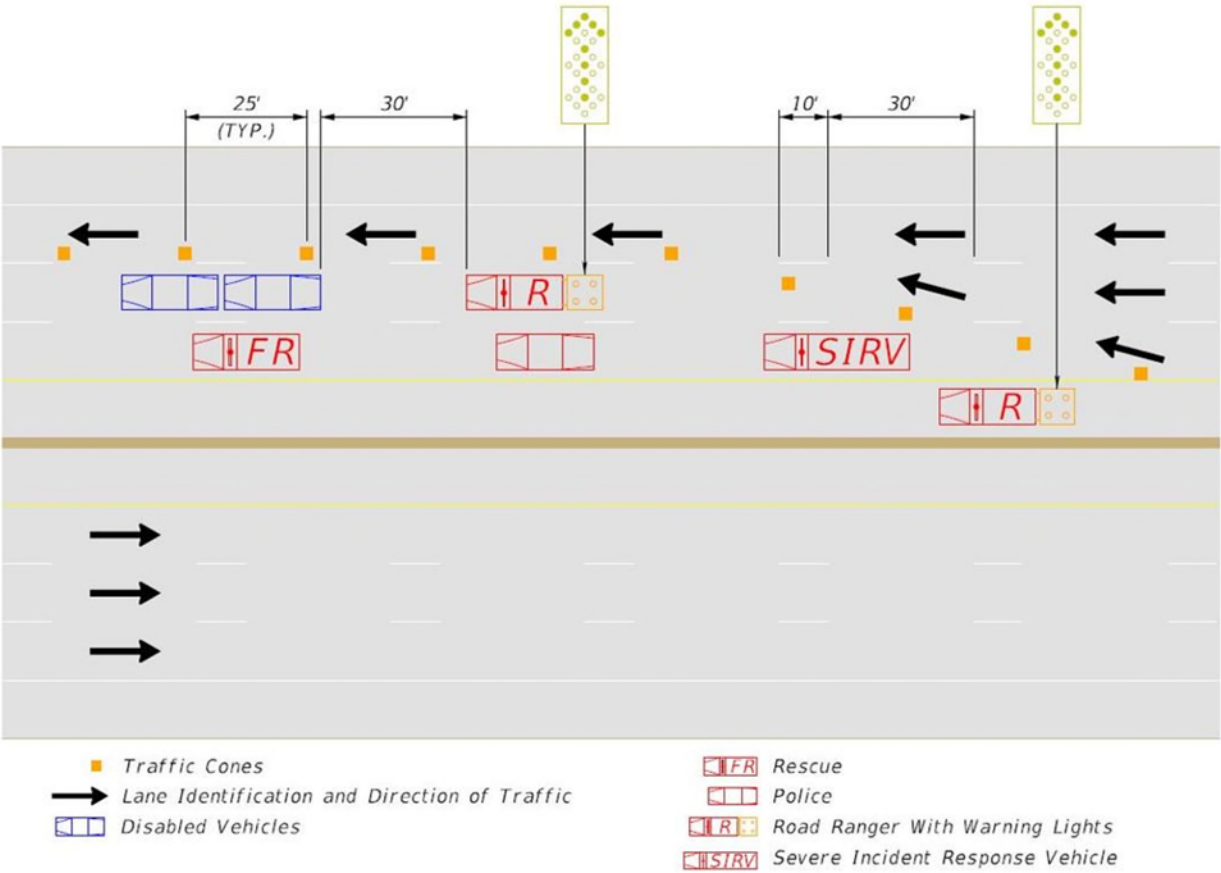 25'
(TYP.)
30'
10'
30'
R
FR
SIRV
R
Traffic Cones
Lane Identification and Direction of Traffic
Disabled Vehicles
FR Rescue
Police
R Road Ranger With Warning Lights
SIRV Severe Incident Response Vehicle